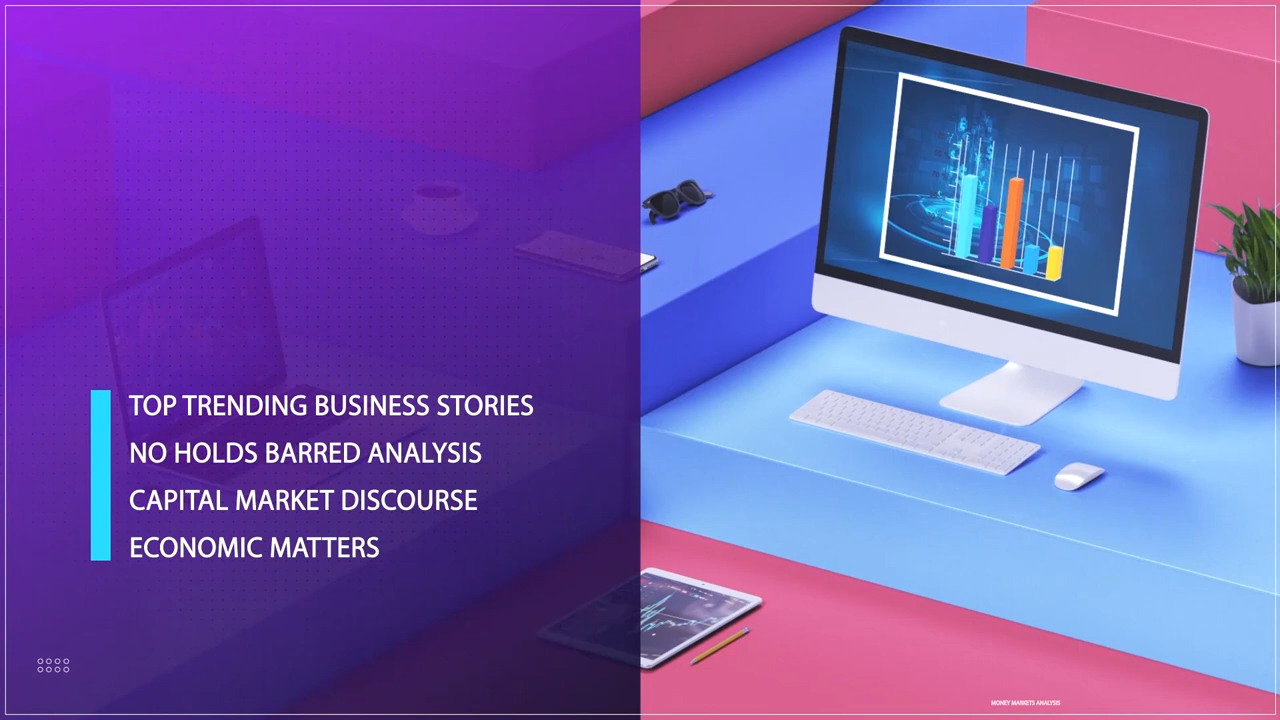 TOP TRENDING BUSINESS STORIES
NO HOLDS BARRED ANALYSIS
CAPITAL MARKET DISCOURSE
ECONOMIC MATTERS
MONEY MARKETS ANALYSIS